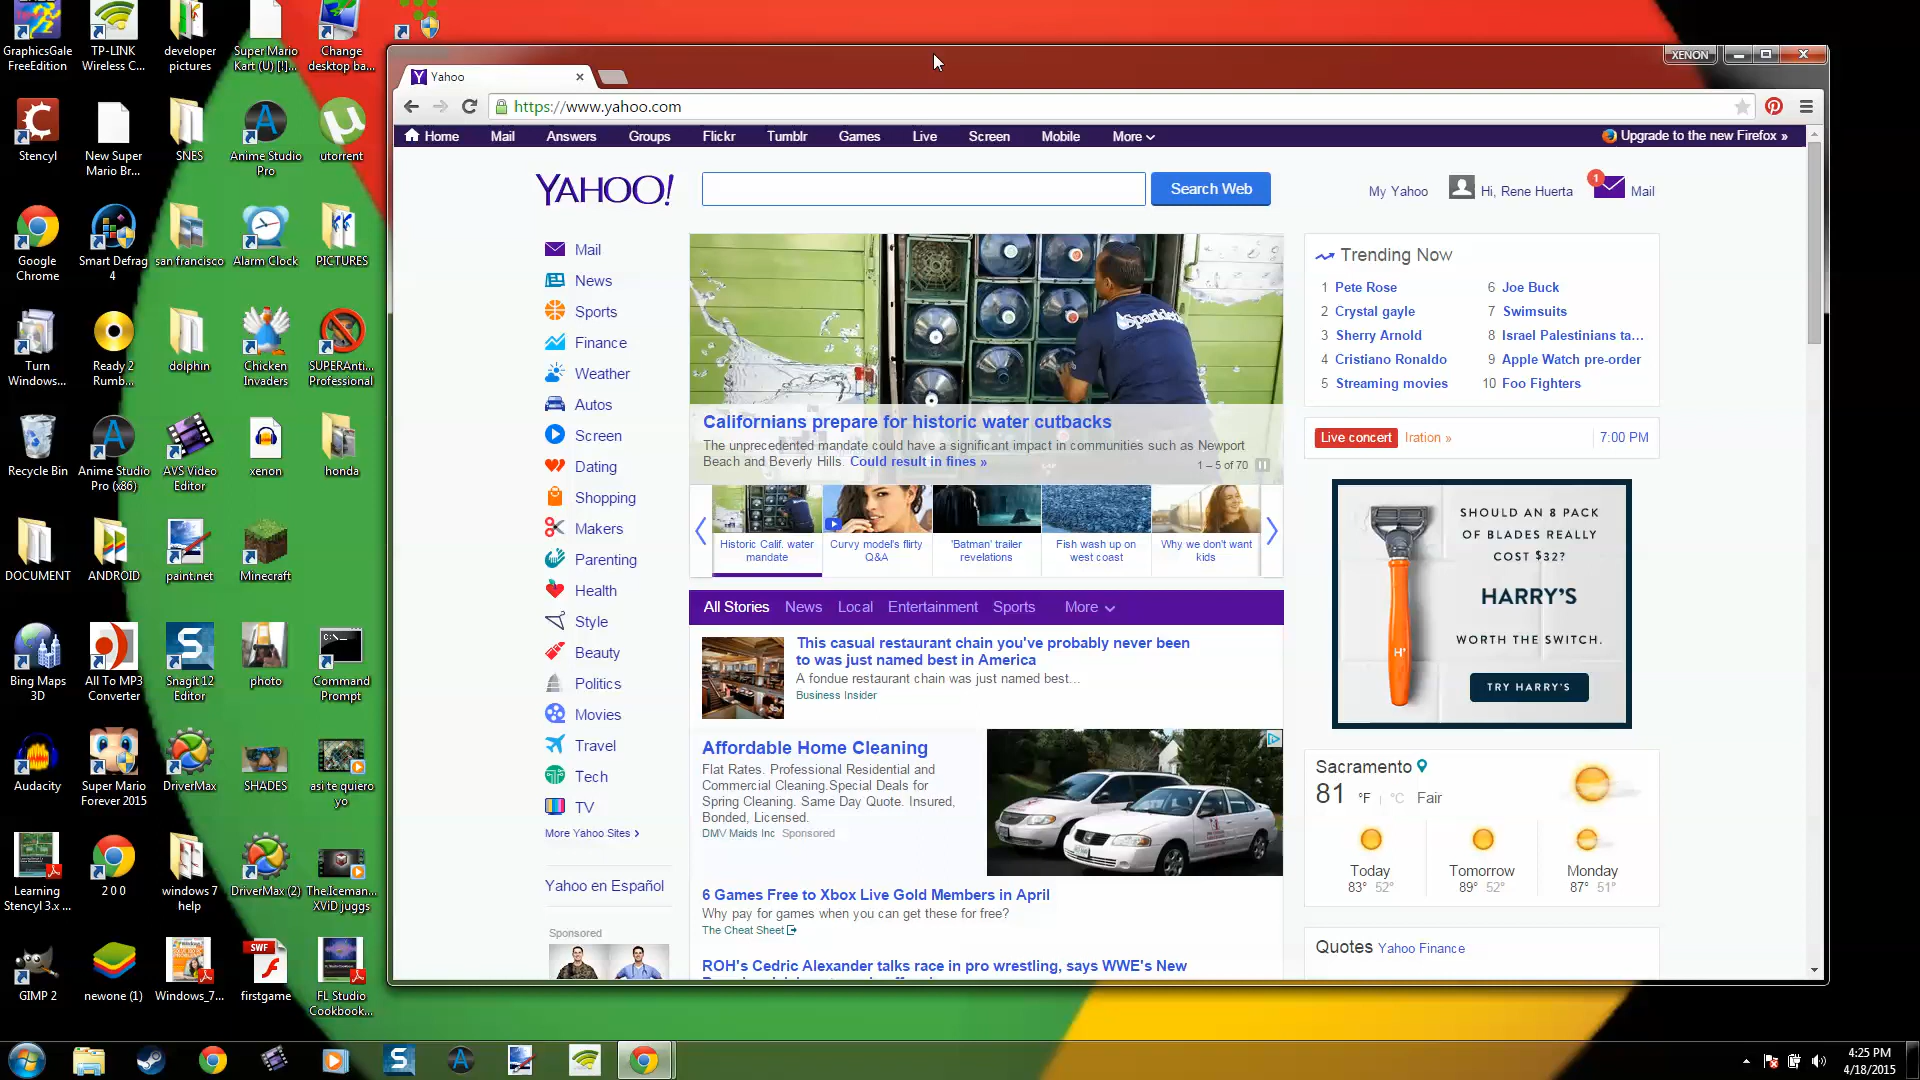 GraphicsGale
FreeEdition
TP-LINK
Wireless C...
developer
pictures
Super Mario
Kart (U) [!]...
Change
desktop ba...
Stencyl
New Super
Mario Br...
SNES
Anime Studio
Pro
utorrent
Google
Chrome
Smart Defrag
4
san francisco
Alarm Clock
PICTURES
Turn
Windows...
Ready 2
Rumb...
dolphin
Chicken
Invaders
SUPERAnti...
Professional
Recycle Bin
Anime Studio
Pro (x86)
AVS Video
Editor
xenon
honda
DOCUMENT
ANDROID
paint.net
Minecraft
Bing Maps
3D
All To MP3
Converter
Snagit 12
Editor
photo
Command
Prompt
Audacity
Super Mario
Forever 2015
DriverMax
SHADES
asi te quiero
yo
Learning
Stencyl 3.x ...
2 0 0
windows 7
help
DriverMax (2)
The.Iceman...
XViD juggs
GIMP 2
newone (1)
Windows_7...
firstgame
FL Studio
Cookbook...
XENON
Yahoo
https://www.yahoo.com
Home Mail Answers Groups Flickr Tumblr Games Live Screen Mobile More
Upgrade to the new Firefox »
YAHOO!
Search Web
My Yahoo
Hi, Rene Huerta
1
Mail
Mail
News
Sports
Finance
Weather
Autos
Screen
Dating
Shopping
Makers
Parenting
Health
Style
Beauty
Politics
Movies
Travel
Tech
TV
More Yahoo Sites
Yahoo en Español
Sponsored
Sparkletts
Californians prepare for historic water cutbacks
The unprecedented mandate could have a significant impact in communities such as Newport
Beach and Beverly Hills. Could result in fines »
1 – 5 of 70
Historic Calif. water
mandate
Curvy model's flirty
Q&A
'Batman' trailer
revelations
Fish wash up on
west coast
Why we don't want
kids
All Stories News Local Entertainment Sports More
This casual restaurant chain you've probably never been
to was just named best in America
A fondue restaurant chain was just named best...
Business Insider
Affordable Home Cleaning
Flat Rates. Professional Residential and
Commercial Cleaning.Special Deals for
Spring Cleaning. Same Day Quote. Insured,
Bonded, Licensed.
DMV Maids Inc Sponsored
6 Games Free to Xbox Live Gold Members in April
Why pay for games when you can get these for free?
The Cheat Sheet
ROH's Cedric Alexander talks race in pro wrestling, says WWE's New
Trending Now
1 Pete Rose
2 Crystal gayle
3 Sherry Arnold
4 Cristiano Ronaldo
5 Streaming movies
6 Joe Buck
7 Swimsuits
8 Israel Palestinians ta...
9 Apple Watch pre-order
10 Foo Fighters
Live concert Iration » 7:00 PM
SHOULD AN 8 PACK
OF BLADES REALLY
COST $32?
HARRY'S
WORTH THE SWITCH.
TRY HARRY'S
H'
Sacramento
81 °F | °C Fair
Today
83° 52°
Tomorrow
89° 52°
Monday
87° 51°
Quotes Yahoo Finance
4:25 PM
4/18/2015